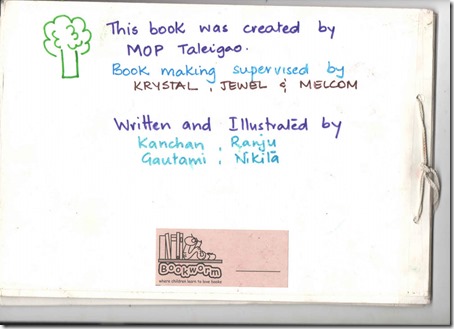 This book was created by
MOP Taleigao.
Book making supervised by
KRYSTAL, JEWEL & MELCOM
Written and Illustrated by
Kanchan, Ranju
Gautami, Nikila
Bookworm
where children learn to love books